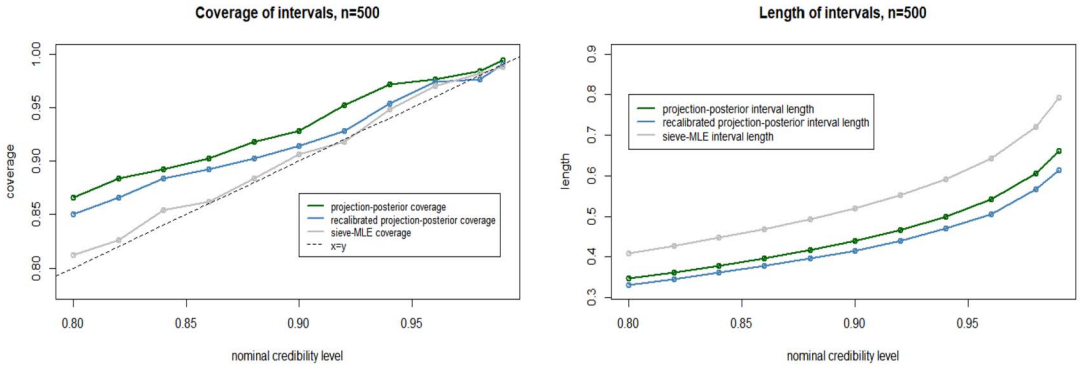 Coverage of intervals, n=500
coverage
1.00
0.95
0.90
0.85
0.80
projection-posterior coverage
recalibrated projection-posterior coverage
sieve-MLE coverage
x=y
0.80 0.85 0.90 0.95
nominal credibility level
Length of intervals, n=500
length
0.9
0.8
0.7
0.6
0.5
0.4
0.3
projection-posterior interval length
recalibrated projection-posterior interval length
sieve-MLE interval length
0.80 0.85 0.90 0.95
nominal credibility level